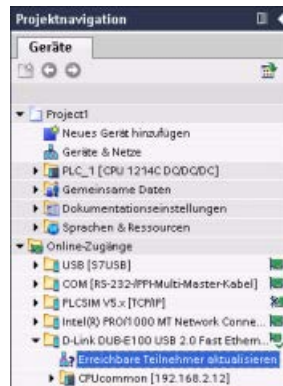 Projektnavigation
Geräte
Project1
Neues Gerät hinzufügen
Geräte & Netze
PLC_1 [CPU 1214C DC/DC/DC]
Gemeinsame Daten
Dokumentationseinstellungen
Sprachen & Ressourcen
Online-Zugänge
USB [S7USB]
COM [RS-232-/PPI-Multi-Master-Kabel]
PLCSIM V5.x [TCP/IP]
Intel(R) PRO/1000 MT Network Conne...
D-Link DUB-E100 USB 2.0 Fast Ethern...
Erreichbare Teilnehmer aktualisieren
CPUcommon [192.168.2.12]